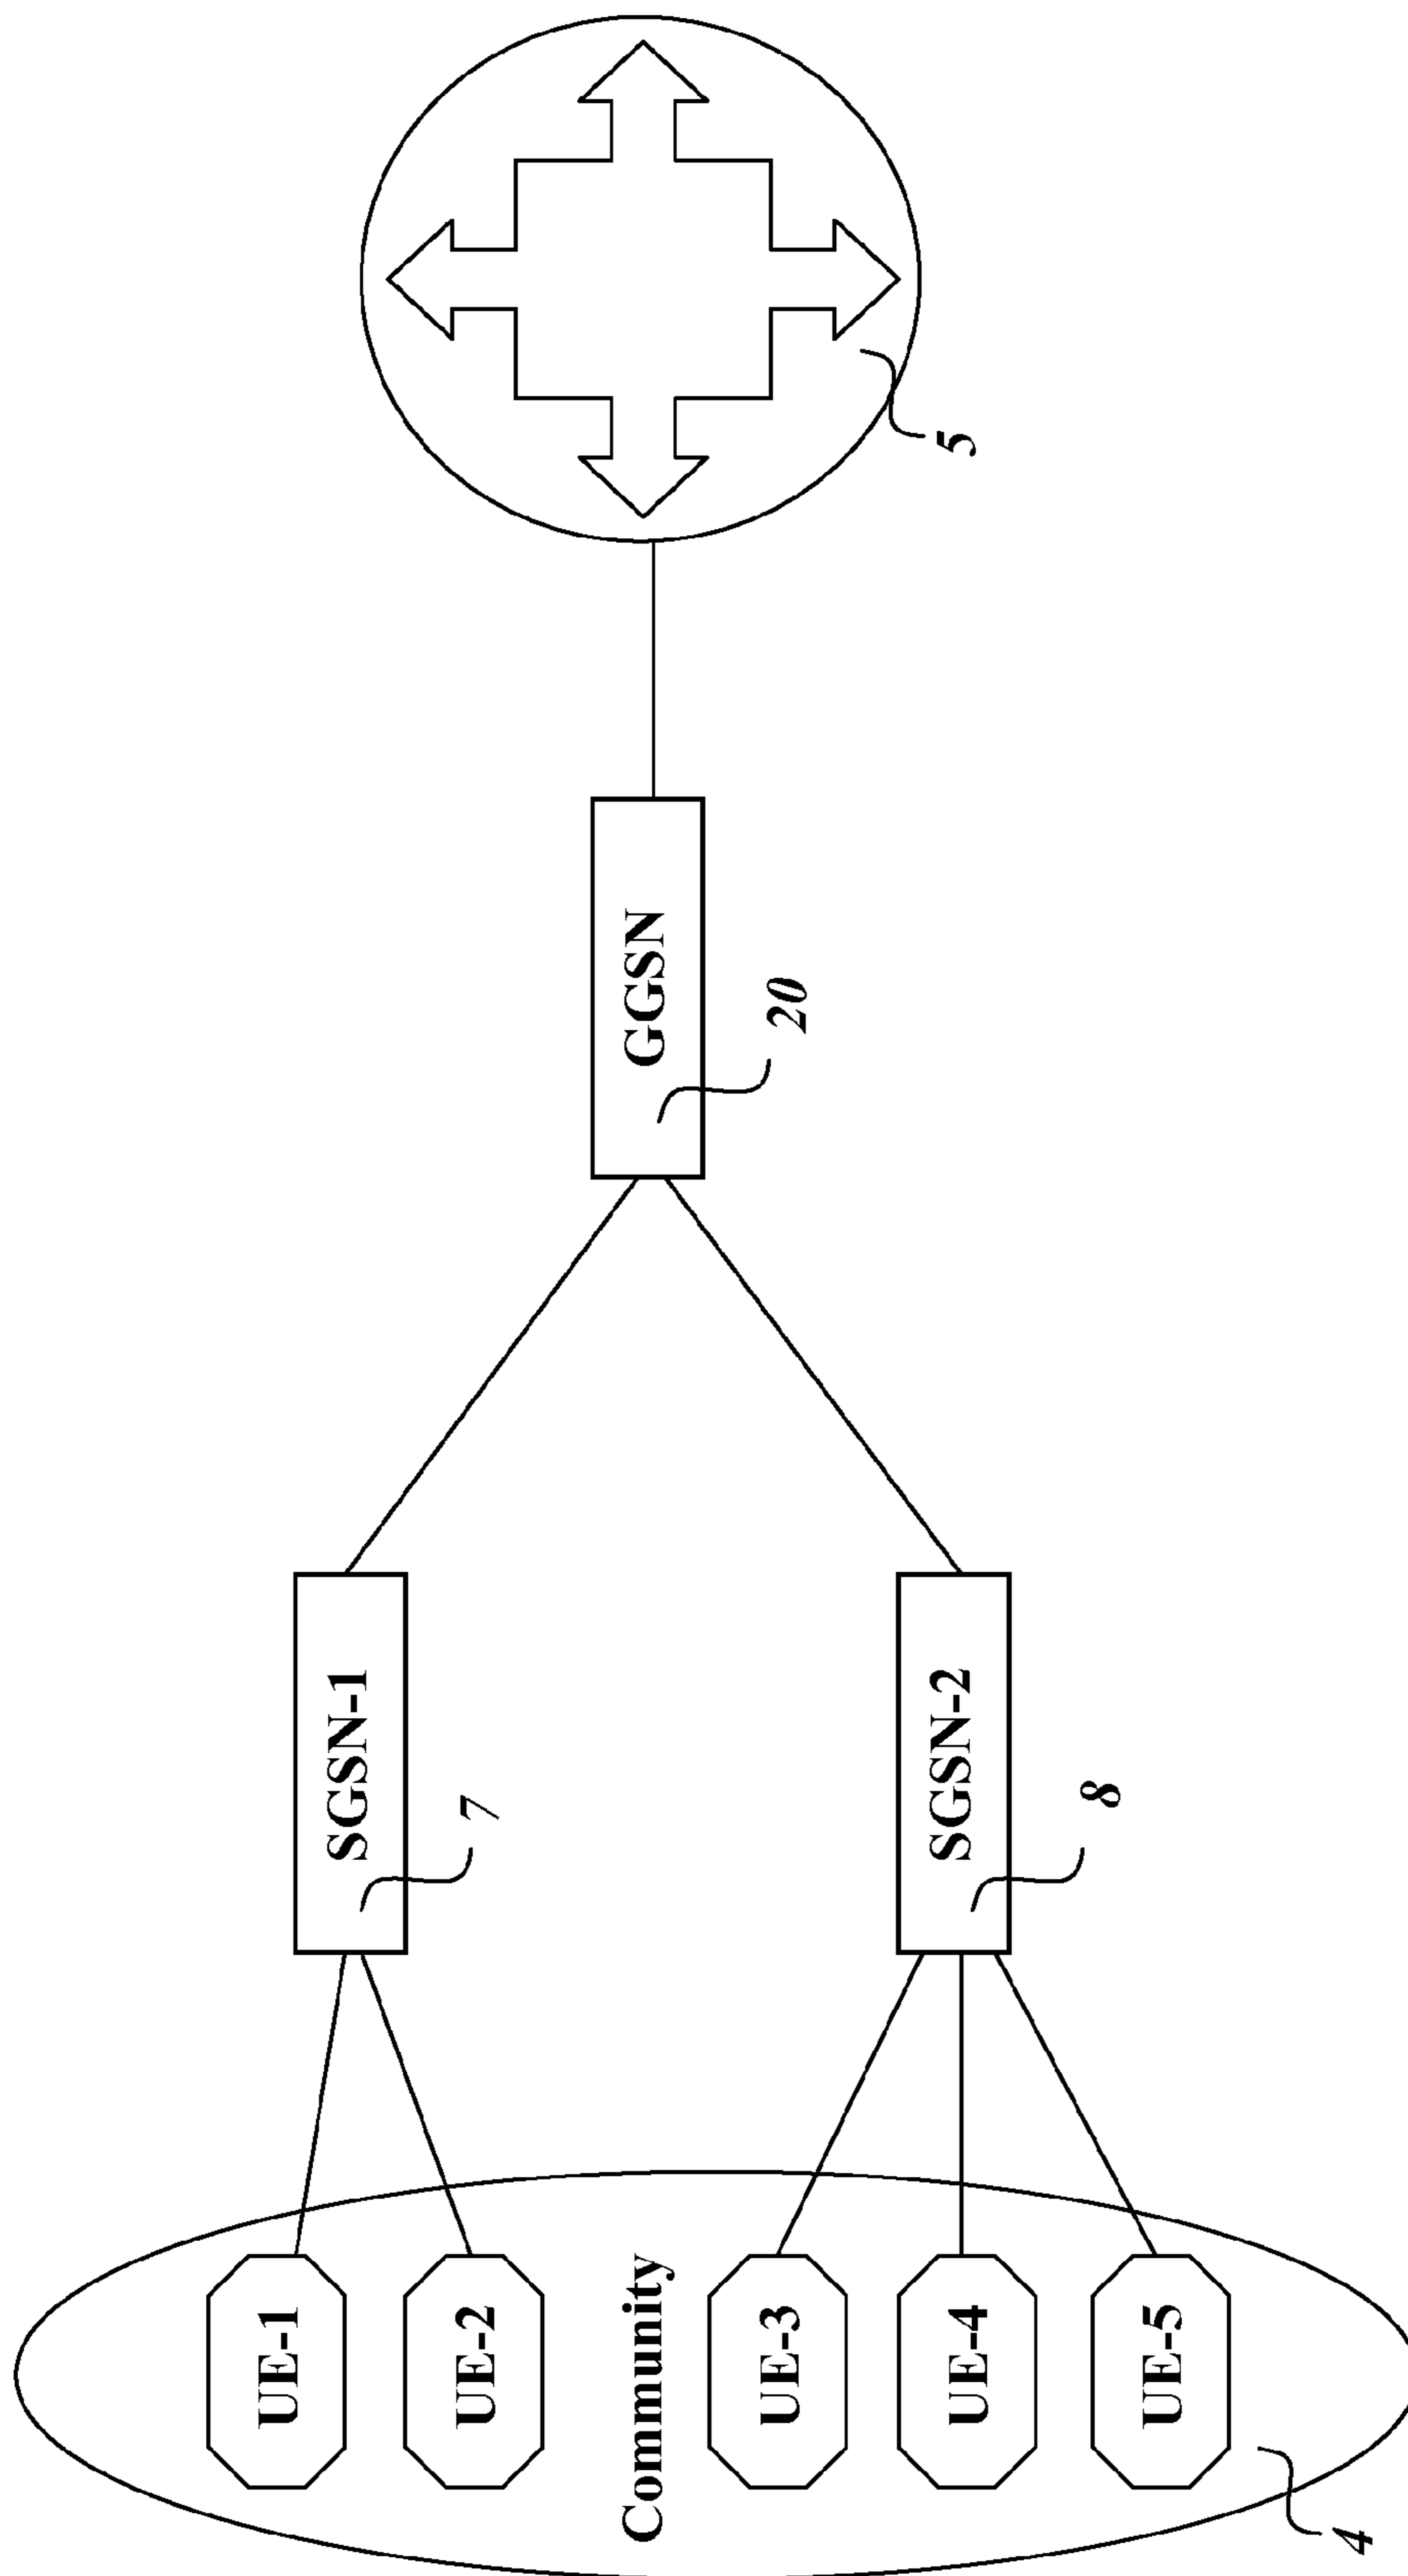 UE-1
UE-2
Community
UE-3
UE-4
UE-5
4
SGSN-1
7
SGSN-2
8
GGSN
20
5